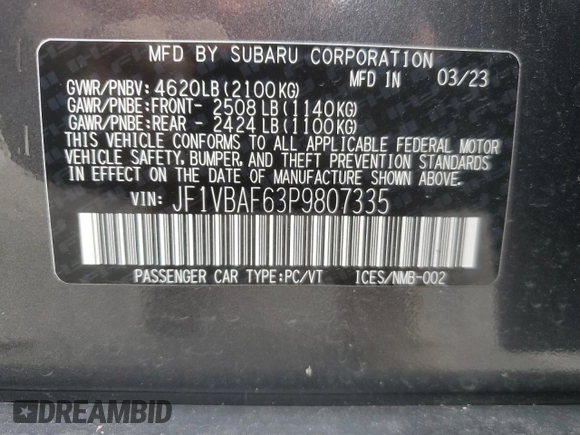 MFD BY SUBARU CORPORATION
MFD IN 03/23
GVWR/PNBV: 4620LB(2100KG)
GAWR/PNBE:FRONT- 2508LB(1140KG)
GAWR/PNBE:REAR - 2424LB(1100KG)
THIS VEHICLE CONFORMS TO ALL APPLICABLE FEDERAL MOTOR
VEHICLE SAFETY, BUMPER, AND THEFT PREVENTION STANDARDS
IN EFFECT ON THE DATE OF MANUFACTURE SHOWN ABOVE.
VIN: JF1VBAF63P9807335
PASSENGER CAR TYPE:PC/VT ICES/NMB-002
DREAMBID